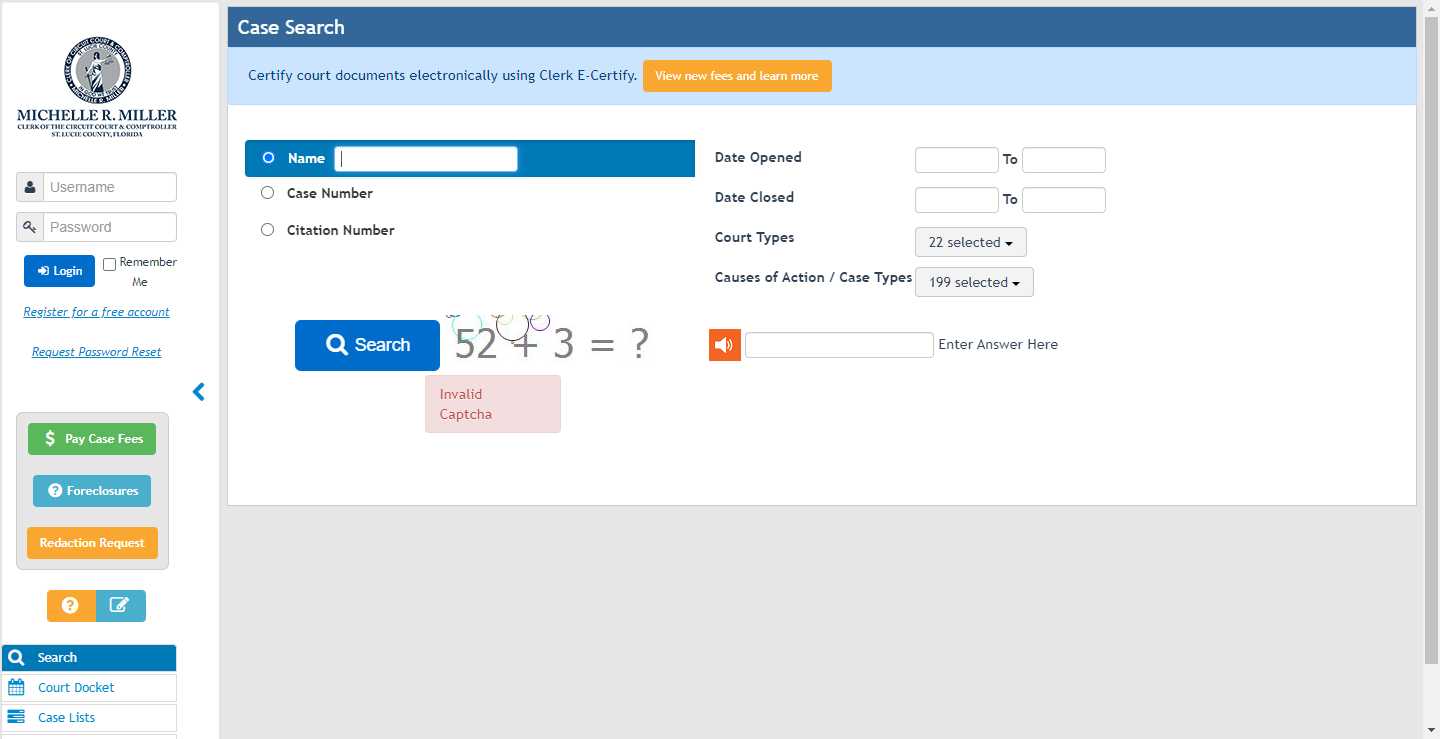 Case Search
Certify court documents electronically using Clerk E-Certify. View new fees and learn more
MICHELLE R. MILLER
CLERK OF THE CIRCUIT COURT & COMPTROLLER
ST. LUCIE COUNTY, FLORIDA
Username
Password
Login
Remember
Me
Register for a free account
Request Password Reset
$ Pay Case Fees
Foreclosures
Redaction Request
Search
Court Docket
Case Lists
Name
Case Number
Citation Number
Date Opened To
Date Closed To
Court Types 22 selected
Causes of Action / Case Types 199 selected
Search
52 + 3 = ?
Enter Answer Here
Invalid
Captcha